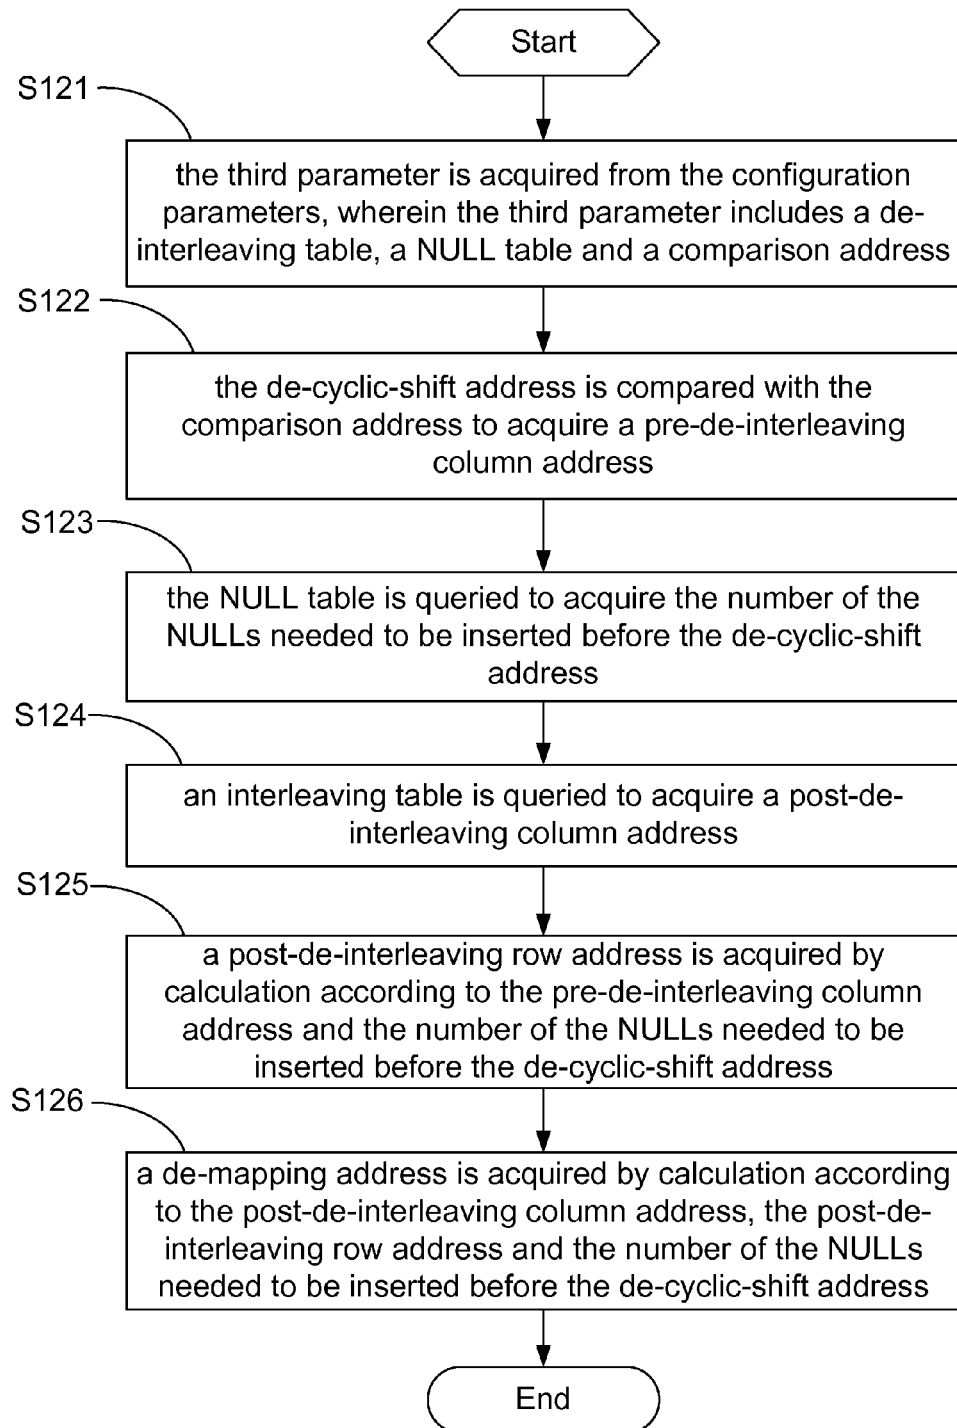 Start
S121
the third parameter is acquired from the configuration
parameters, wherein the third parameter includes a de-
interleaving table, a NULL table and a comparison address
S122
the de-cyclic-shift address is compared with the
comparison address to acquire a pre-de-interleaving
column address
S123
the NULL table is queried to acquire the number of the
NULLs needed to be inserted before the de-cyclic-shift
address
S124
an interleaving table is queried to acquire a post-de-
interleaving column address
S125
a post-de-interleaving row address is acquired by
calculation according to the pre-de-interleaving column
address and the number of the NULLs needed to be
inserted before the de-cyclic-shift address
S126
a de-mapping address is acquired by calculation according
to the post-de-interleaving column address, the post-de-
interleaving row address and the number of the NULLs
needed to be inserted before the de-cyclic-shift address
End